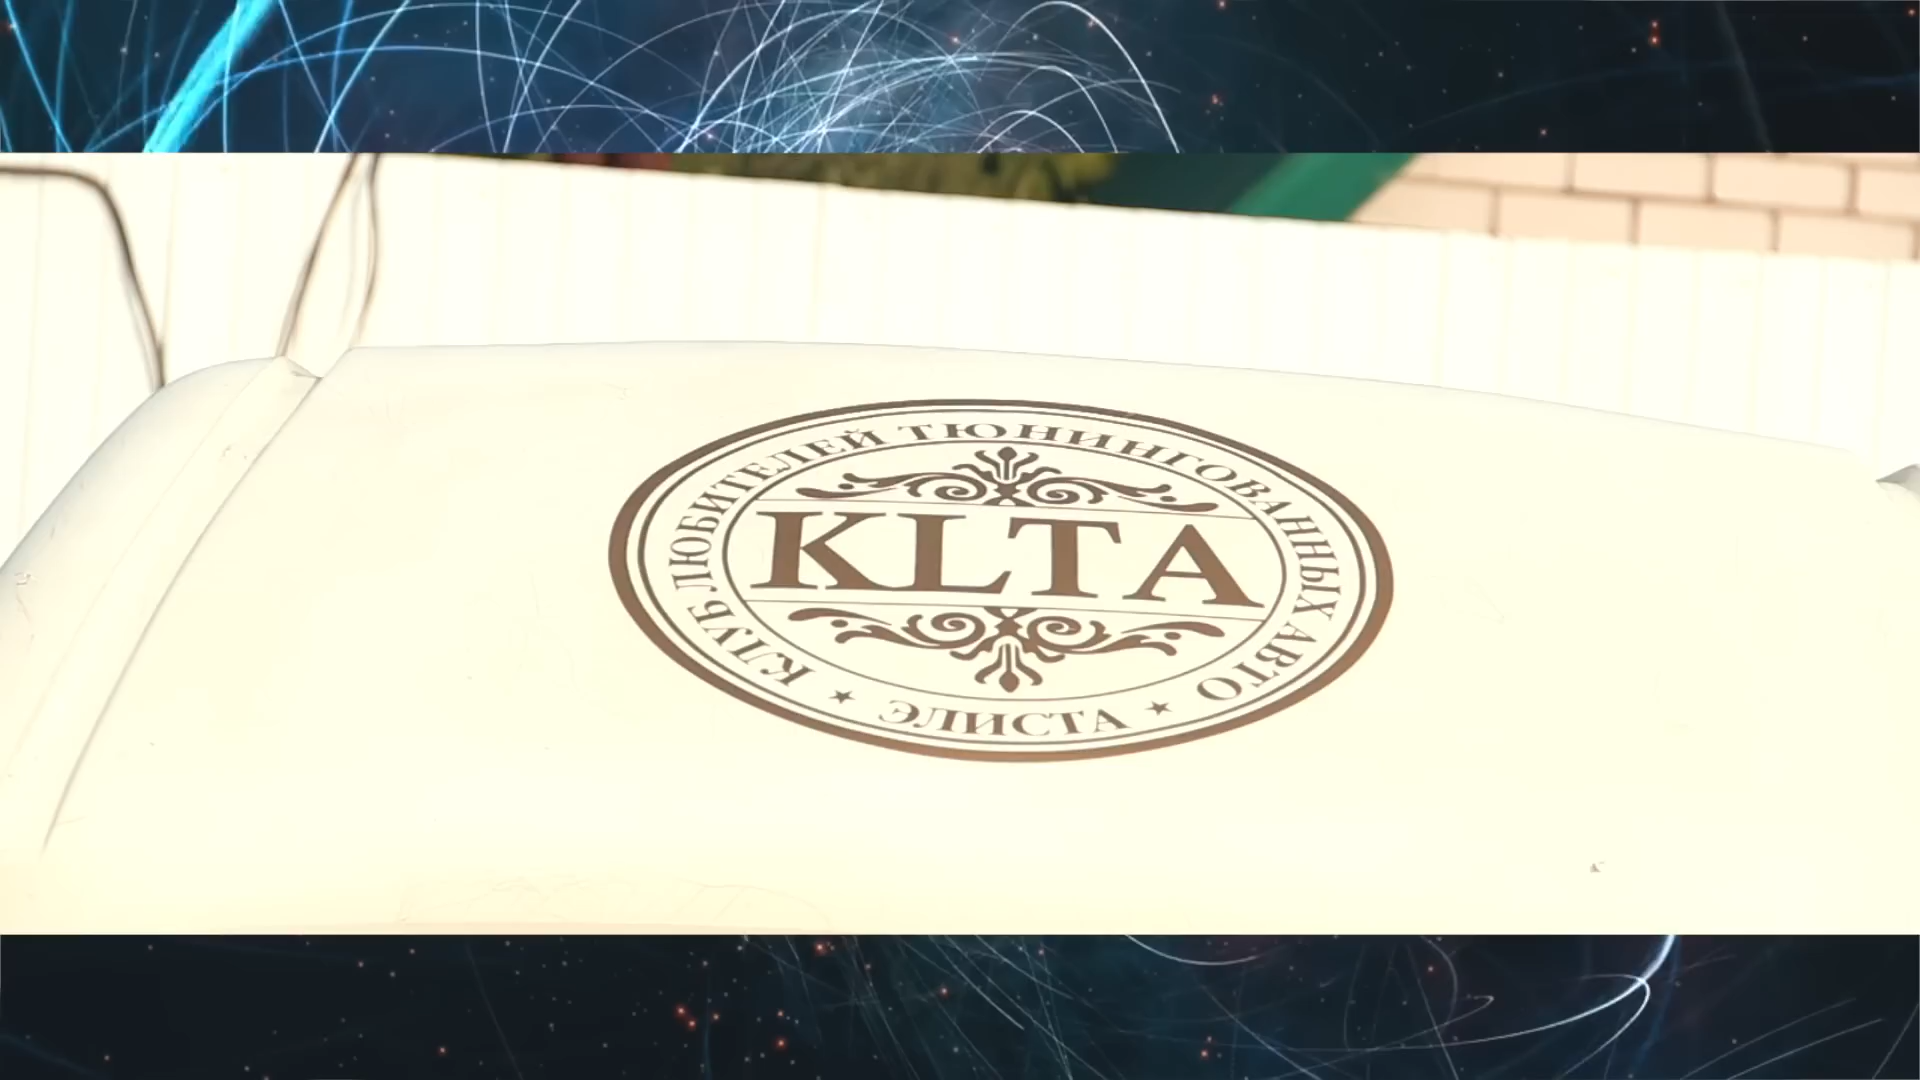 КЛУБ ЛЮБИТЕЛЕЙ ТЮНИНГОВАННЫХ АВТО
KLTA
★ ЭЛИСТА ★